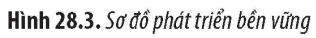 Hình 28.3. Sơ đồ phát triển bền vững